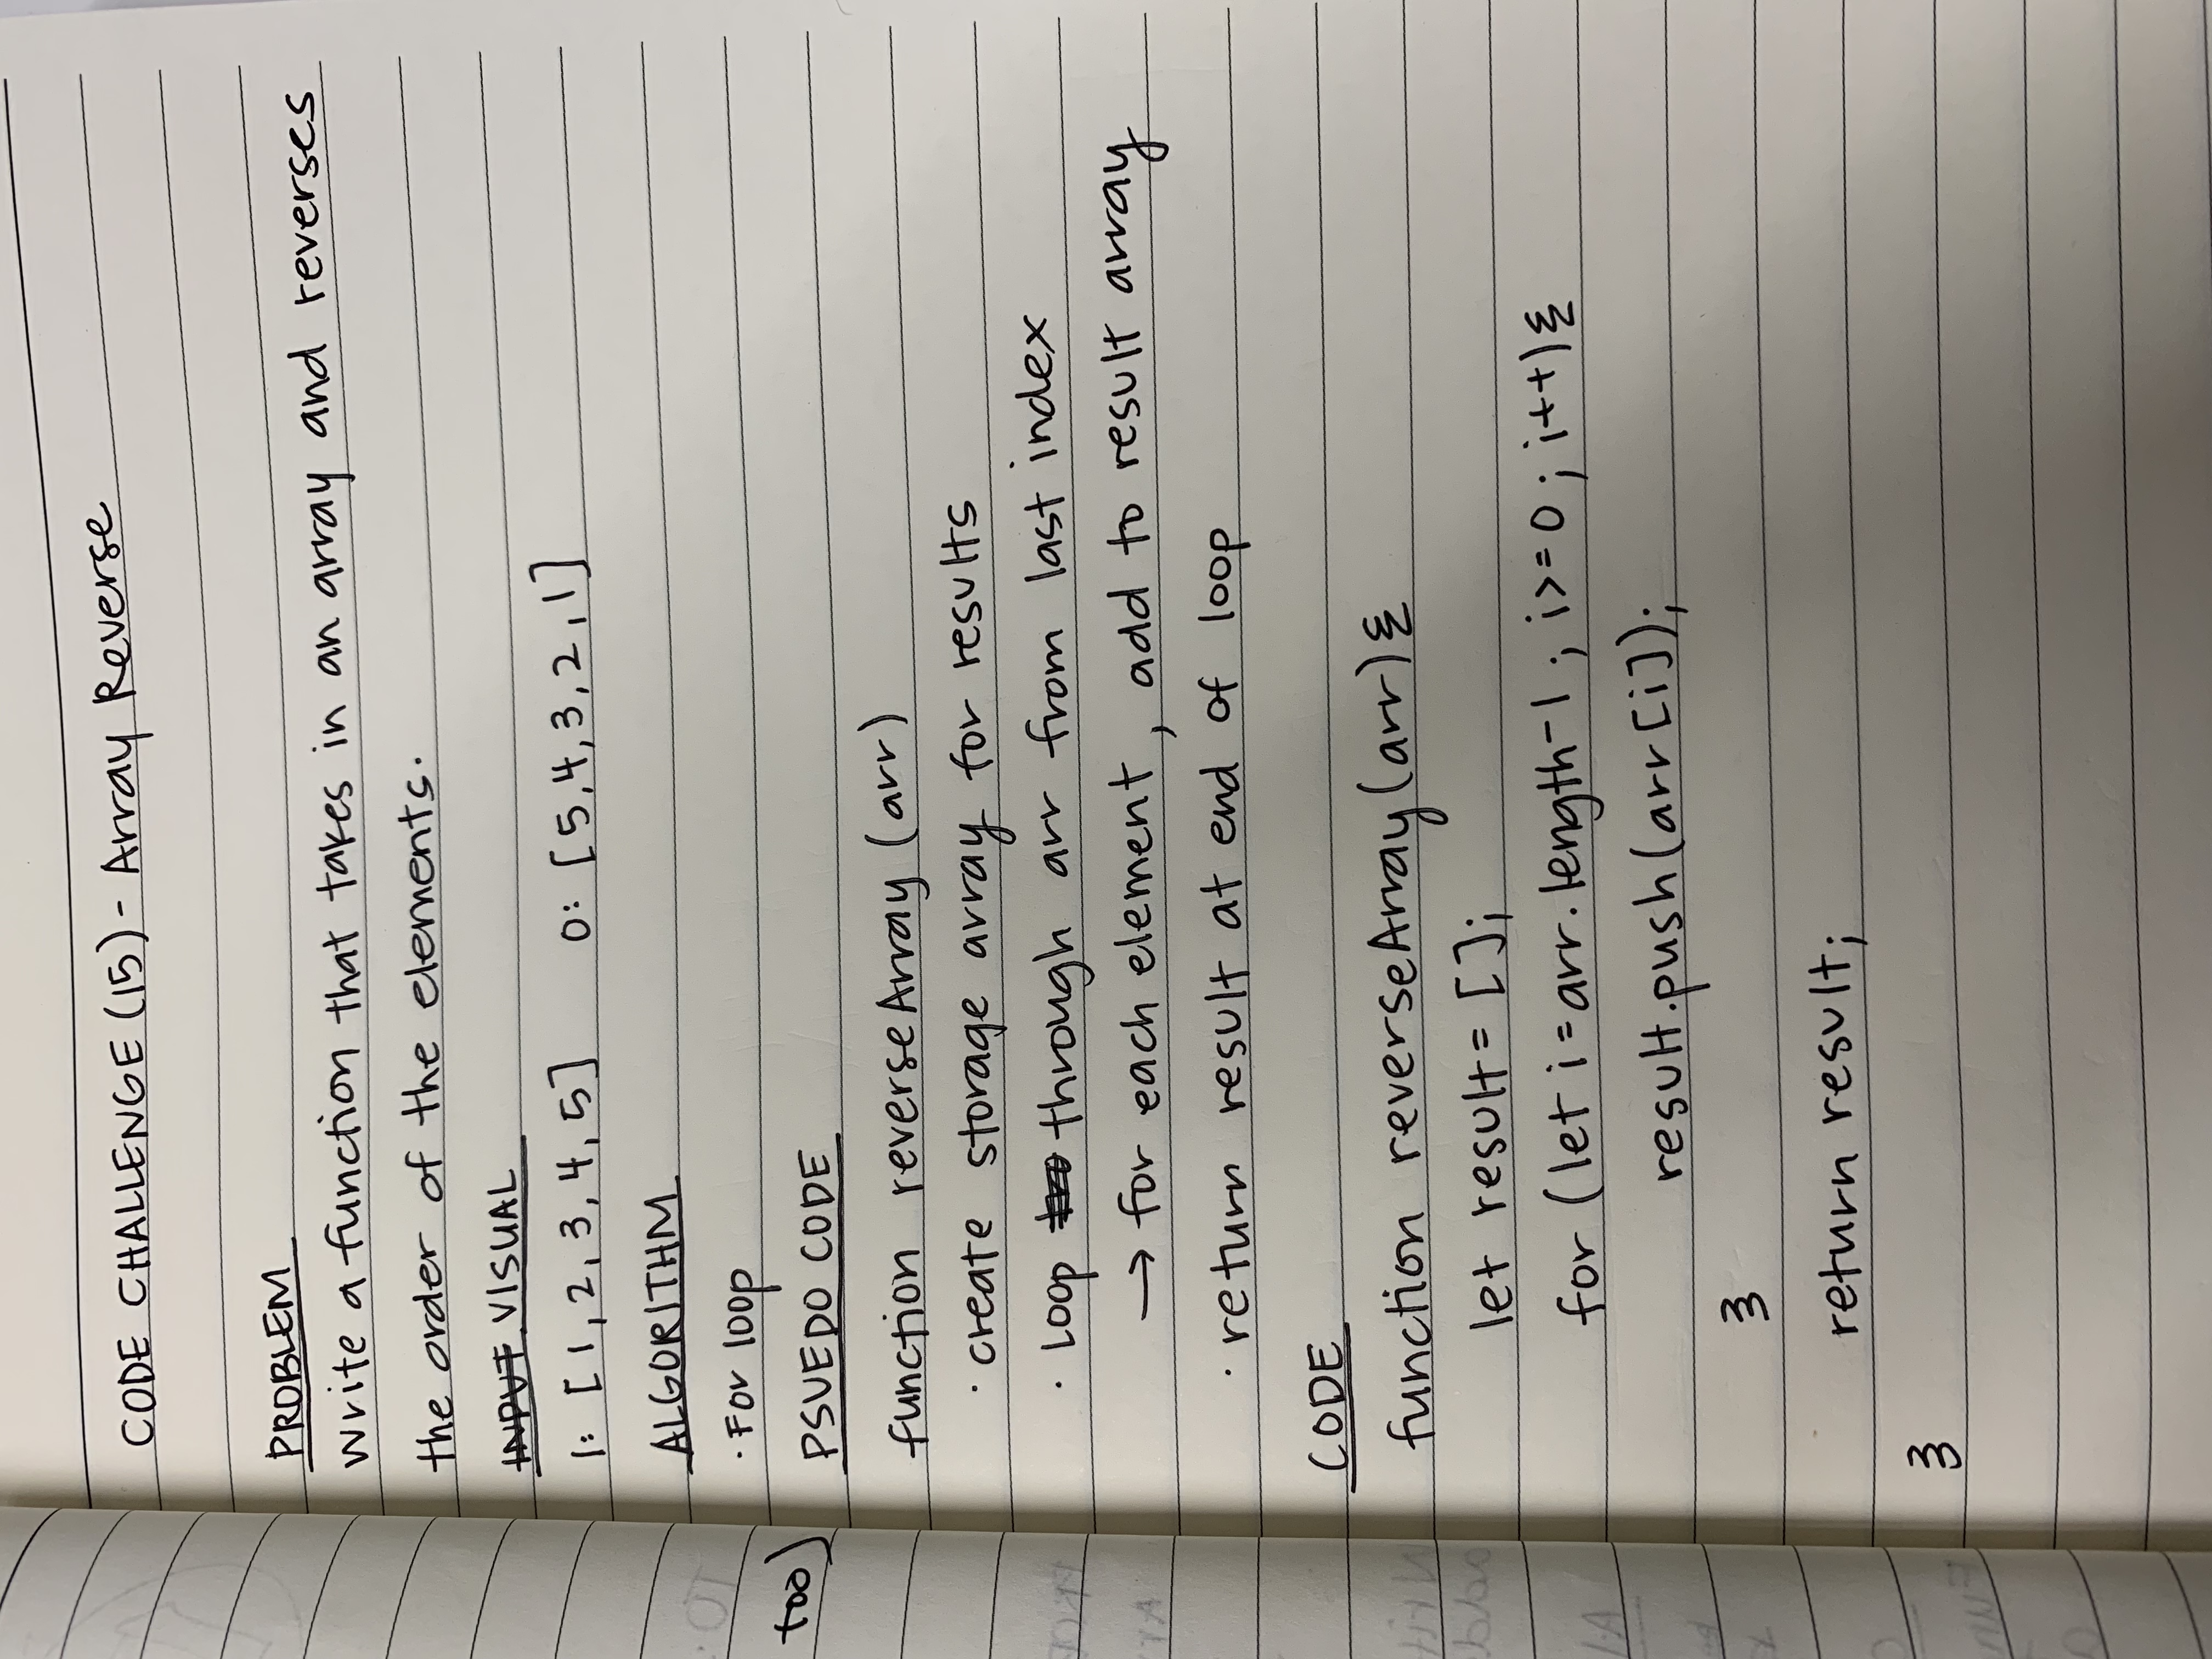 CODE CHALLENGE (15) - Array Reverse
PROBLEM
Write a function that takes in an array and reverses
the order of the elements.
INPUT VISUAL
I: [1, 2, 3, 4, 5] O: [5, 4, 3, 2, 1]
ALGORITHM
· For loop
too)
PSUEDO CODE
function reverseArray (arr)
· create storage array for results
· Loop through arr from last index
→ for each element, add to result array
· return result at end of loop
CODE
function reverseArray(arr){
let result = [];
for (let i = arr.length-1; i >= 0; i++){
result.push(arr[i]);
}
return result;
}